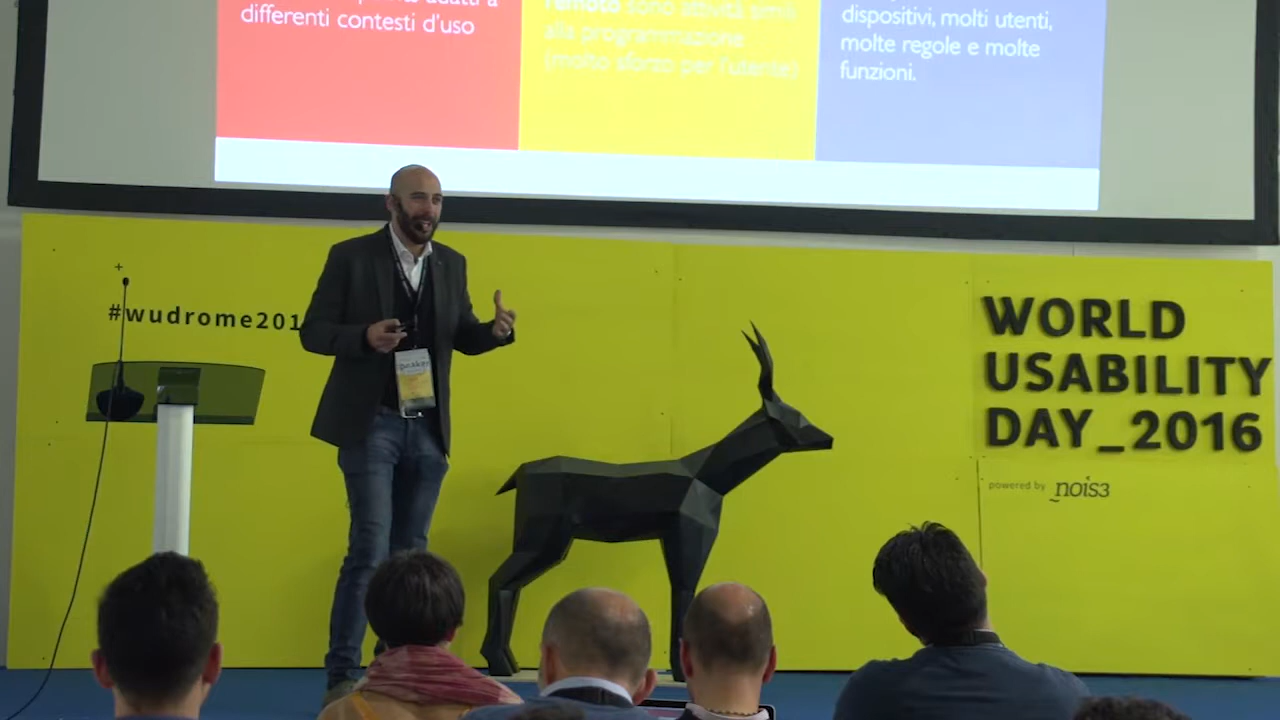 differenti contesti d'uso
remoto sono attività simili
alla programmazione
(molto sforzo per l'utente)
dispositivi, molti utenti,
molte regole e molte
funzioni.
#wudrome201
WORLD
USABILITY
DAY_2016
powered by nois3